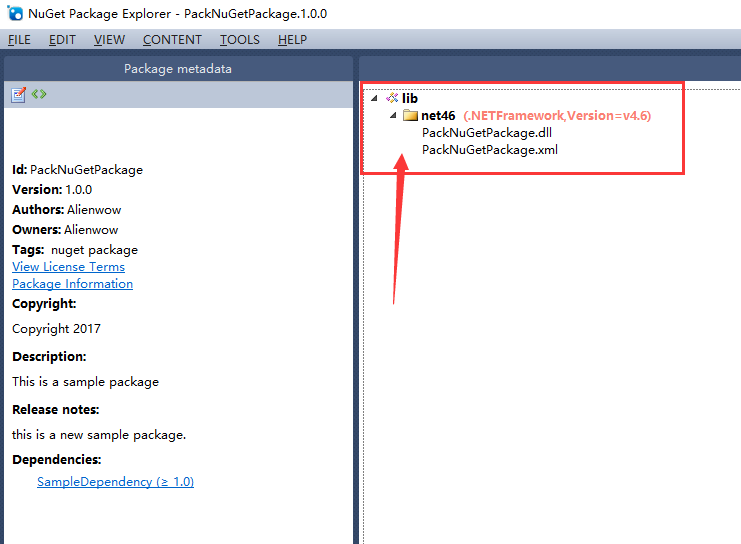 NuGet Package Explorer - PackNuGetPackage.1.0.0
FILE EDIT VIEW CONTENT TOOLS HELP
Package metadata
Id: PackNuGetPackage
Version: 1.0.0
Authors: Alienwow
Owners: Alienwow
Tags: nuget package
View License Terms
Package Information
Copyright:
Copyright 2017
Description:
This is a sample package
Release notes:
this is a new sample package.
Dependencies:
SampleDependency (≥ 1.0)
lib
net46 (.NETFramework,Version=v4.6)
PackNuGetPackage.dll
PackNuGetPackage.xml